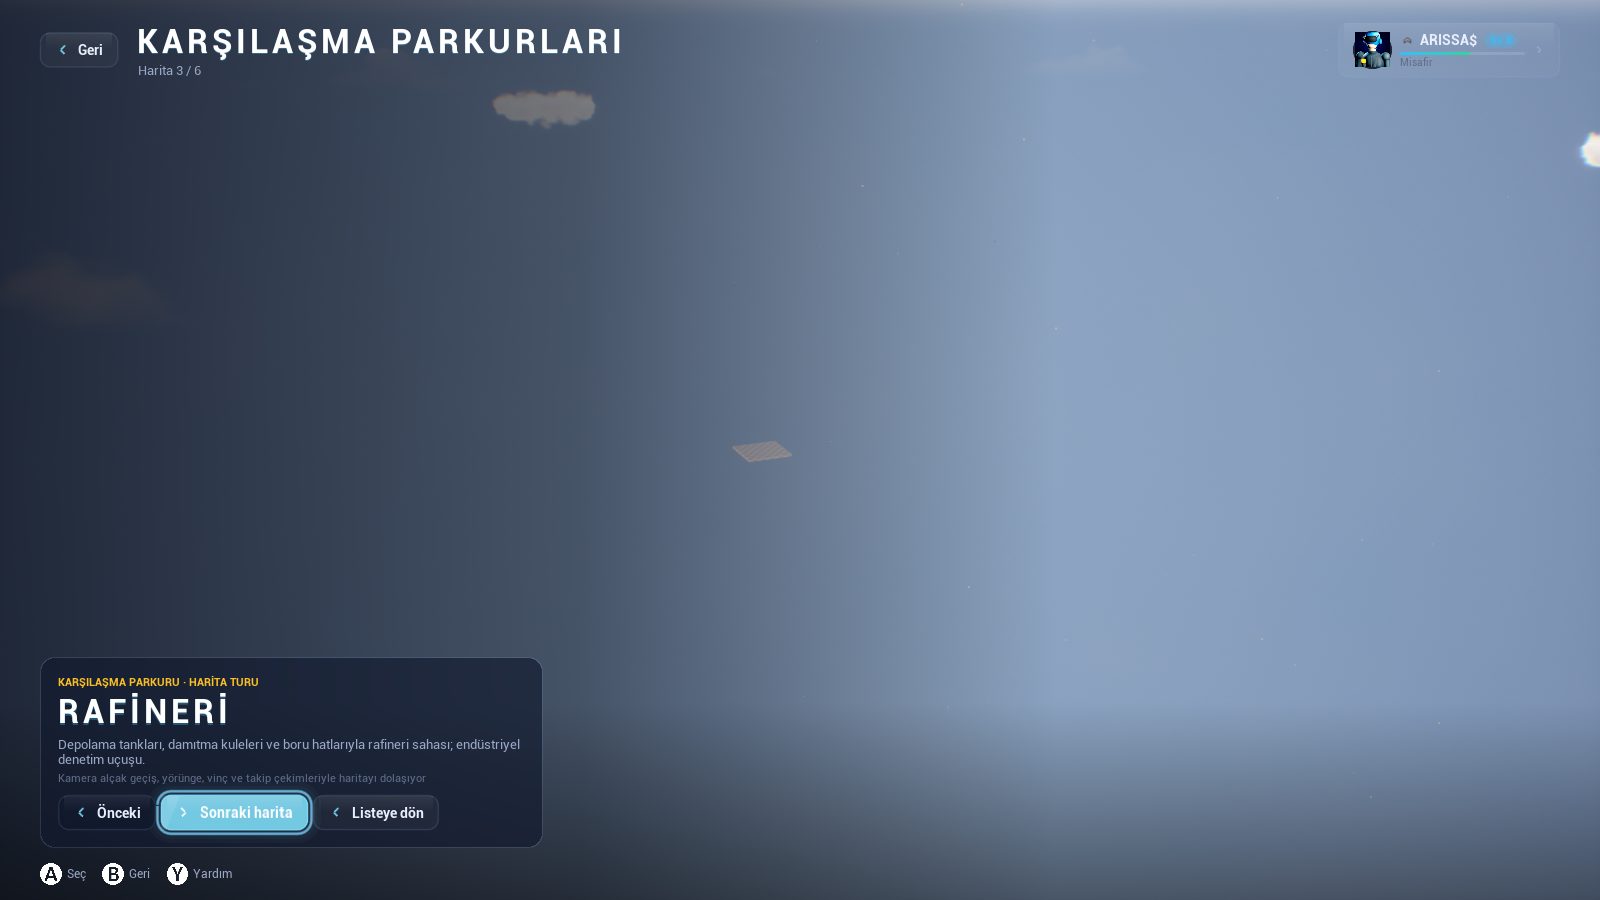 Geri
KARŞILAŞMA PARKURLARI
Harita 3 / 6
ARISSA$
Misafir
KARŞILAŞMA PARKURU · HARİTA TURU
RAFİNERİ
Depolama tankları, damıtma kuleleri ve boru hatlarıyla rafineri sahası; endüstriyel
denetim uçuşu.
Kamera alçak geçiş, yörünge, vinç ve takip çekimleriyle haritayı dolaşıyor
Önceki
Sonraki harita
Listeye dön
A Seç
B Geri
Y Yardım